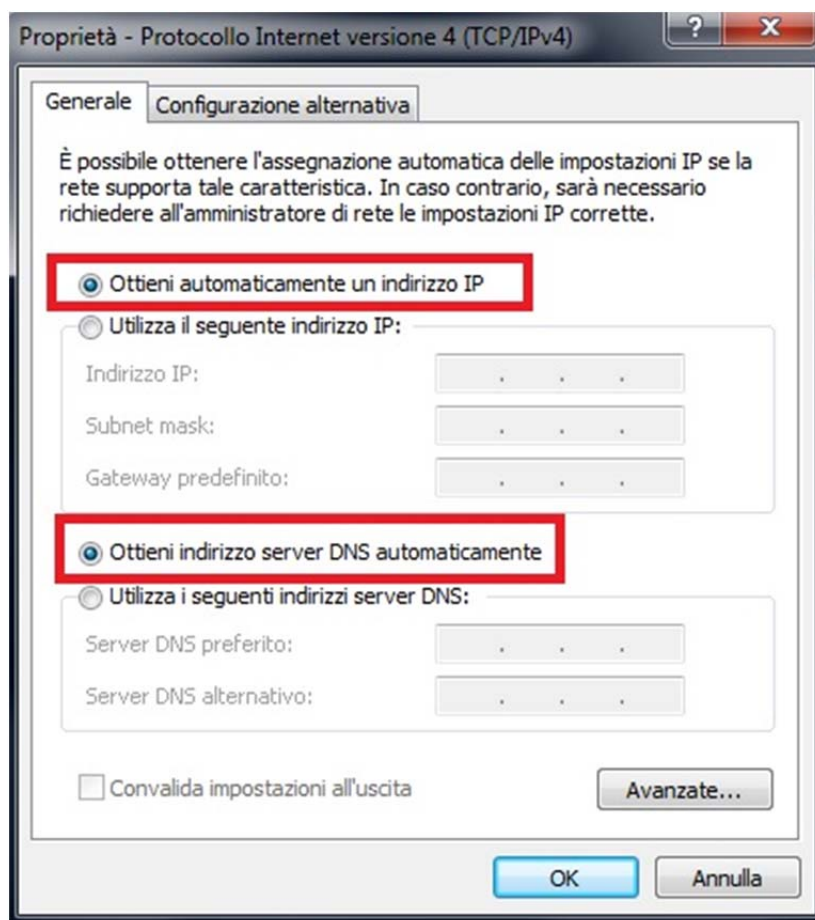 Proprietà - Protocollo Internet versione 4 (TCP/IPv4)
Generale
Configurazione alternativa
È possibile ottenere l'assegnazione automatica delle impostazioni IP se la
rete supporta tale caratteristica. In caso contrario, sarà necessario
richiedere all'amministratore di rete le impostazioni IP corrette.
Ottieni automaticamente un indirizzo IP
Utilizza il seguente indirizzo IP:
Indirizzo IP:
Subnet mask:
Gateway predefinito:
Ottieni indirizzo server DNS automaticamente
Utilizza i seguenti indirizzi server DNS:
Server DNS preferito:
Server DNS alternativo:
Convalida impostazioni all'uscita
Avanzate...
OK
Annulla